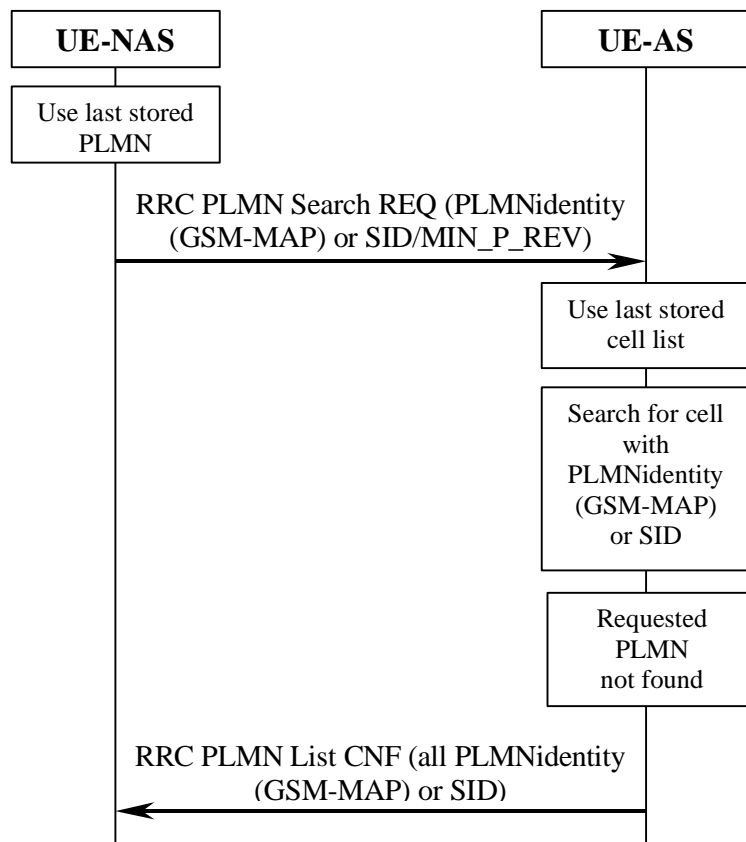 UE-NAS
UE-AS
Use last stored
PLMN
RRC PLMN Search REQ (PLMNidentity
(GSM-MAP) or SID/MIN_P_REV)
Use last stored
cell list
Search for cell
with
PLMNidentity
(GSM-MAP)
or SID
Requested
PLMN
not found
RRC PLMN List CNF (all PLMNidentity
(GSM-MAP) or SID)